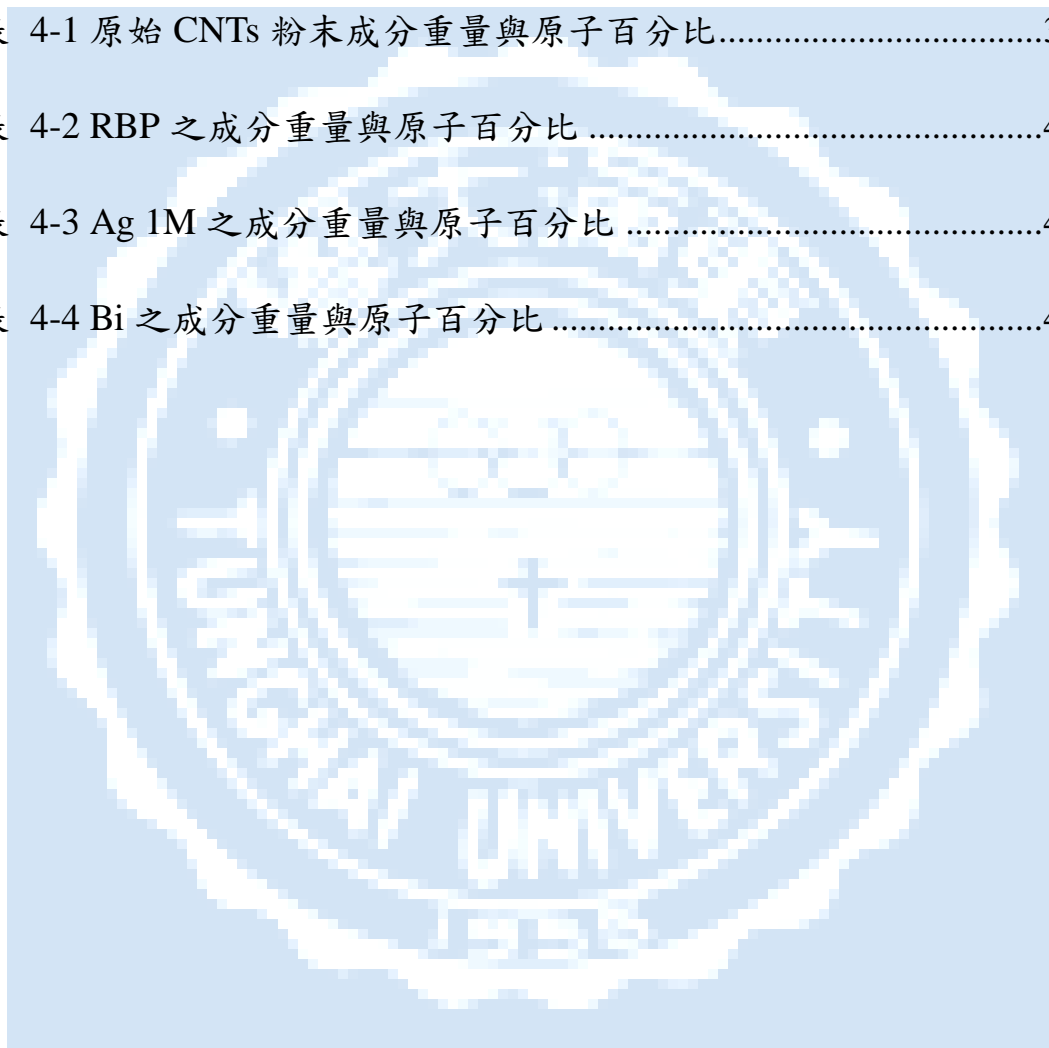 4-1 原始 CNTs 粉末成分重量與原子百分比..................................
4-2 RBP 之成分重量與原子百分比 ..................................................
4-3 Ag 1M 之成分重量與原子百分比 .............................................
4-4 Bi 之成分重量與原子百分比 .....................................................
UNGHAI UNIVERSITY
1955